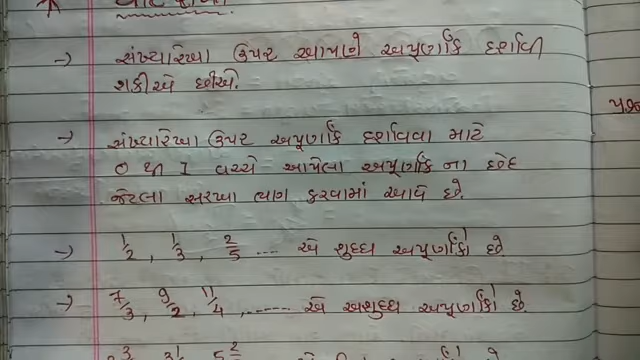 → સંખ્યારેખા ઉપર આપણે અપૂર્ણાંક દર્શાવી
શકીએ છીએ.
→ સંખ્યારેખા ઉપર અપૂર્ણાંક દર્શાવવા માટે
0 થી 1 વચ્ચે આપેલા અપૂર્ણાંક ના છેદ
જેટલા સરખા ભાગ કરવામાં આવે છે.
→ 1/2, 1/3, 2/5 .... એ શુદ્ધ અપૂર્ણાંકો છે
→ 7/3, 9/2, 11/4, ....... એ અશુદ્ધ અપૂર્ણાંકો છે.